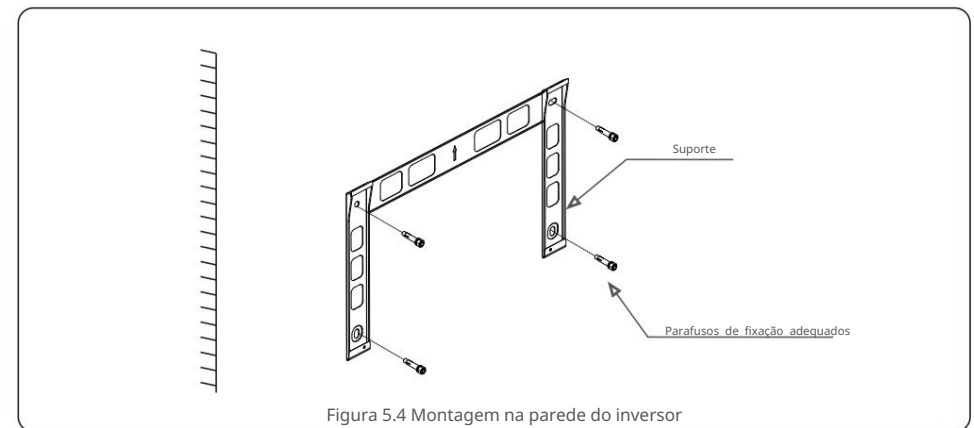 Suporte
Parafusos de fixação adequados
Figura 5.4 Montagem na parede do inversor